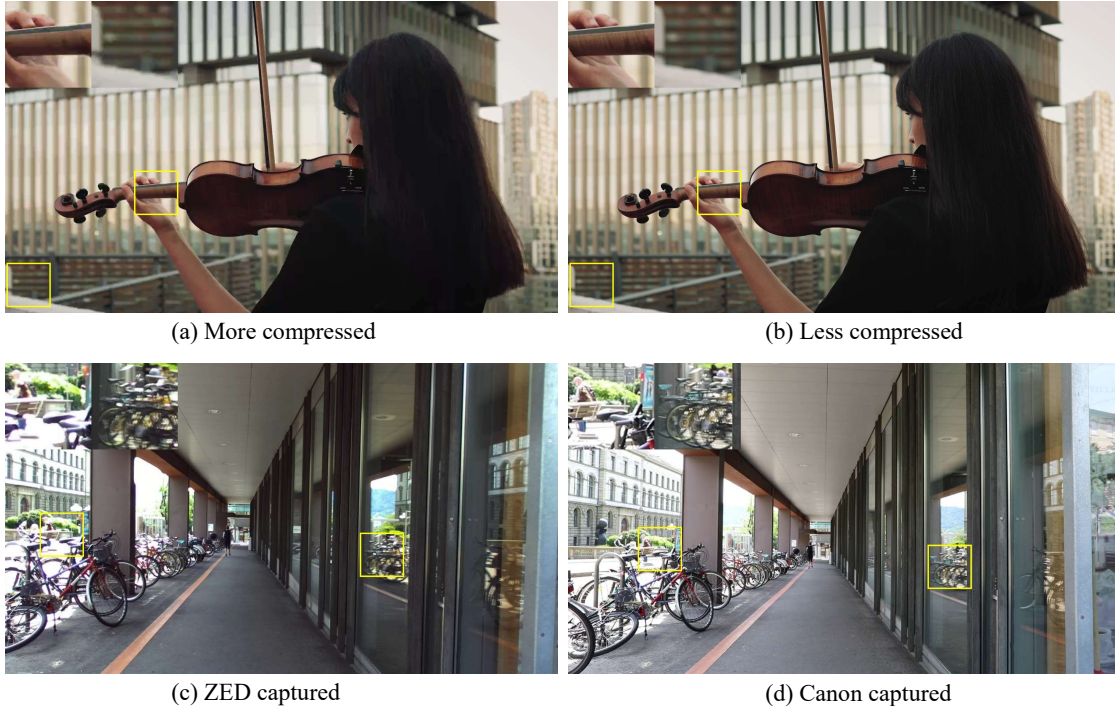 (a) More compressed
(b) Less compressed
(c) ZED captured
(d) Canon captured